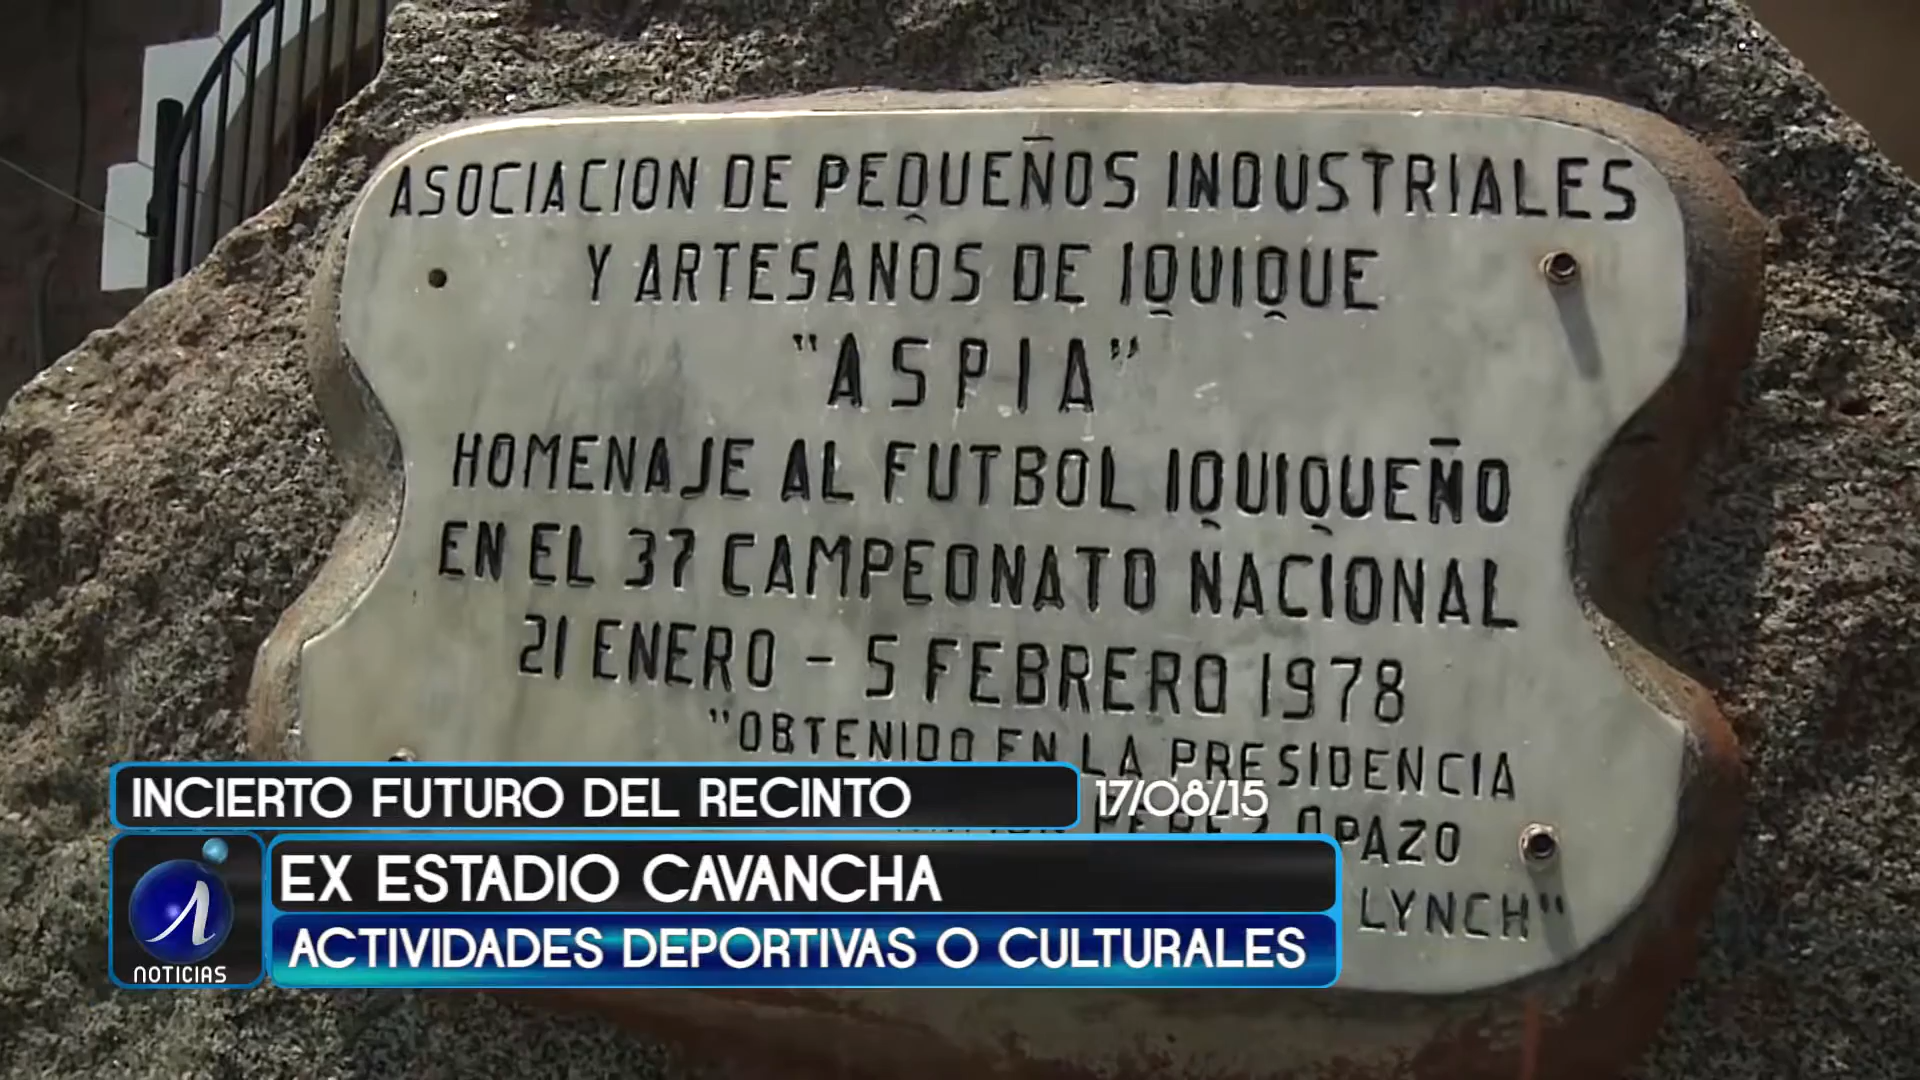 ASOCIACION DE PEQUEÑOS INDUSTRIALES
Y ARTESANOS DE IQUIQUE
"ASPIA"
HOMENAJE AL FUTBOL IQUIQUEÑO
EN EL 37 CAMPEONATO NACIONAL
21 ENERO - 5 FEBRERO 1978
"OBTENIDO EN LA PRESIDENCIA
PEREZ OPAZO
LYNCH"
INCIERTO FUTURO DEL RECINTO
17/08/15
EX ESTADIO CAVANCHA
ACTIVIDADES DEPORTIVAS O CULTURALES
NOTICIAS